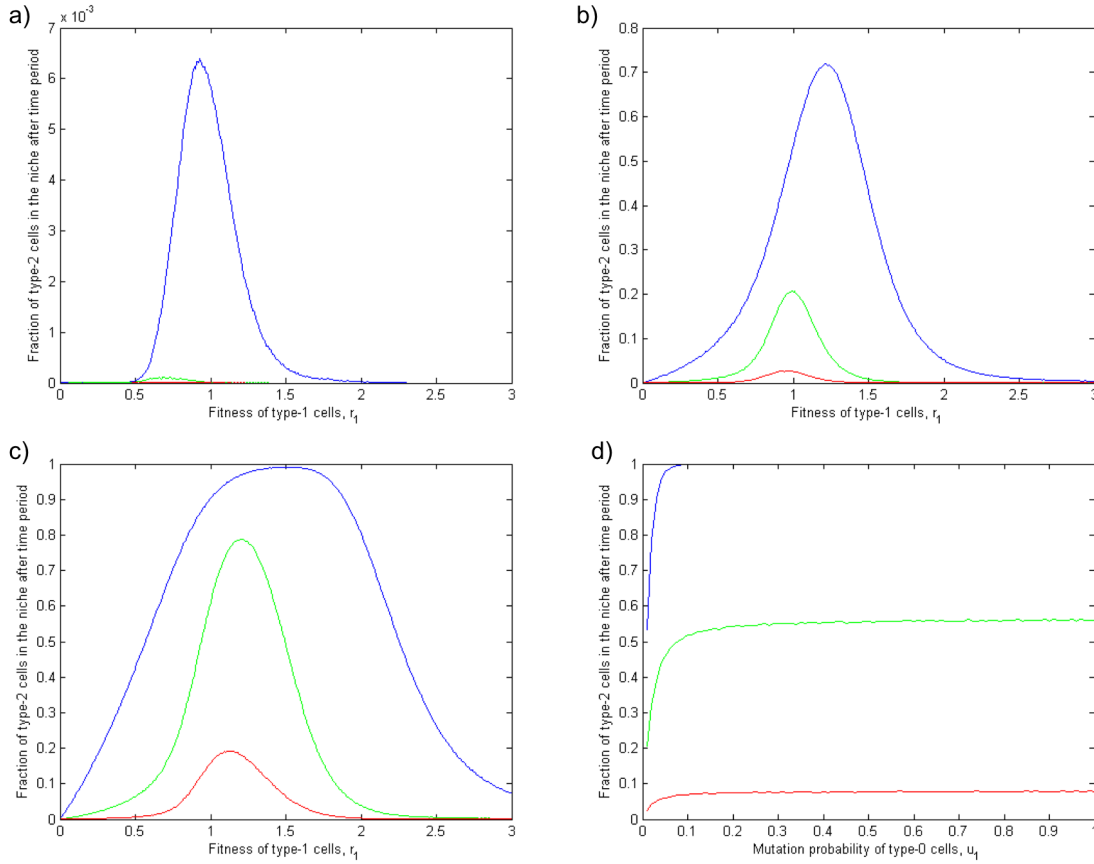 a)
7 x 10^-3
6
5
4
3
2
1
0
0 0.5 1 1.5 2 2.5 3
Fraction of type-2 cells in the niche after time period
Fitness of type-1 cells, r_1
b)
0.8
0.7
0.6
0.5
0.4
0.3
0.2
0.1
0
0 0.5 1 1.5 2 2.5 3
Fraction of type-2 cells in the niche after time period
Fitness of type-1 cells, r_1
c)
1
0.9
0.8
0.7
0.6
0.5
0.4
0.3
0.2
0.1
0
0 0.5 1 1.5 2 2.5 3
Fraction of type-2 cells in the niche after time period
Fitness of type-1 cells, r_1
d)
1
0.9
0.8
0.7
0.6
0.5
0.4
0.3
0.2
0.1
0
0 0.1 0.2 0.3 0.4 0.5 0.6 0.7 0.8 0.9 1
Fraction of type-2 cells in the niche after time period
Mutation probability of type-0 cells, u_1